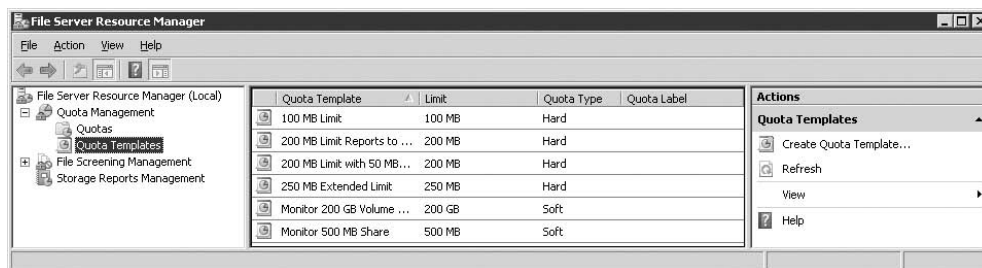 File Server Resource Manager
File Action View Help
File Server Resource Manager (Local)
Quota Management
Quotas
Quota Templates
File Screening Management
Storage Reports Management
Quota Template Limit Quota Type Quota Label
100 MB Limit 100 MB Hard
200 MB Limit Reports to ... 200 MB Hard
200 MB Limit with 50 MB... 200 MB Hard
250 MB Extended Limit 250 MB Hard
Monitor 200 GB Volume ... 200 GB Soft
Monitor 500 MB Share 500 MB Soft
Actions
Quota Templates
Create Quota Template...
Refresh
View
Help